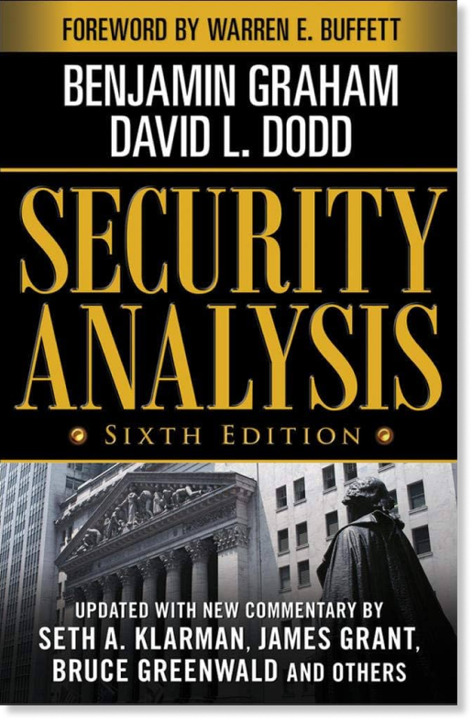 FOREWORD BY WARREN E. BUFFETT
BENJAMIN GRAHAM
DAVID L. DODD
SECURITY
ANALYSIS
SIXTH EDITION
UPDATED WITH NEW COMMENTARY BY
SETH A. KLARMAN, JAMES GRANT,
BRUCE GREENWALD AND OTHERS